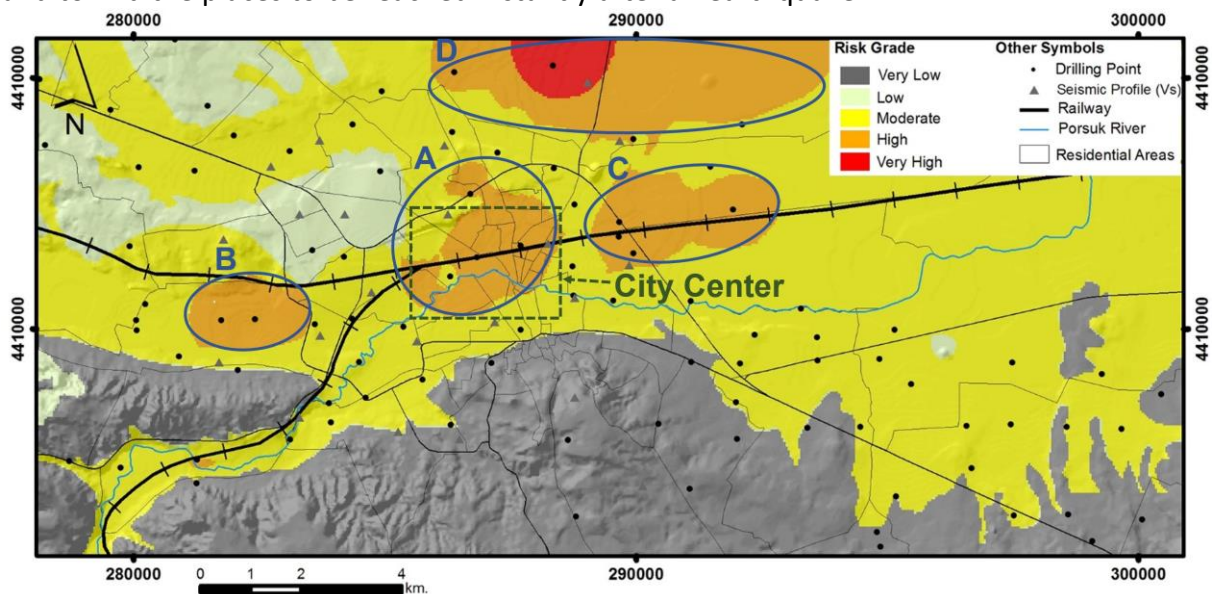 280000 290000 300000
Risk Grade
Very Low
Low
Moderate
High
Very High
Other Symbols
Drilling Point
Seismic Profile (Vs)
Railway
Porsuk River
Residential Areas
4410000 4410000
N
D
A
C
B
City Center
4410000 4410000
280000 290000 300000
0 1 2 4
km.